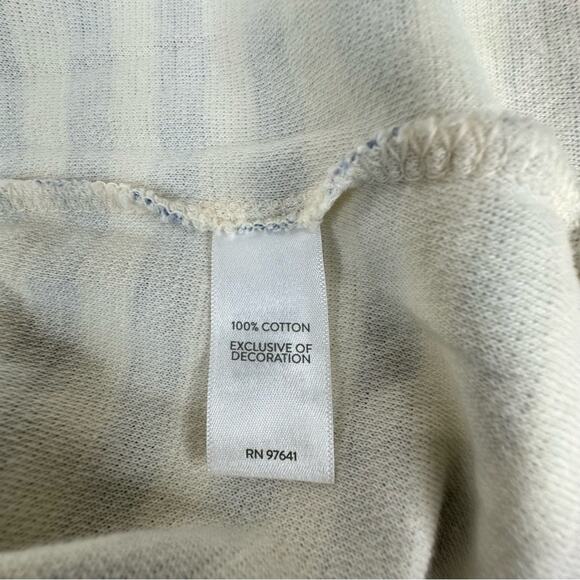 100% COTTON
EXCLUSIVE OF
DECORATION
RN 97641